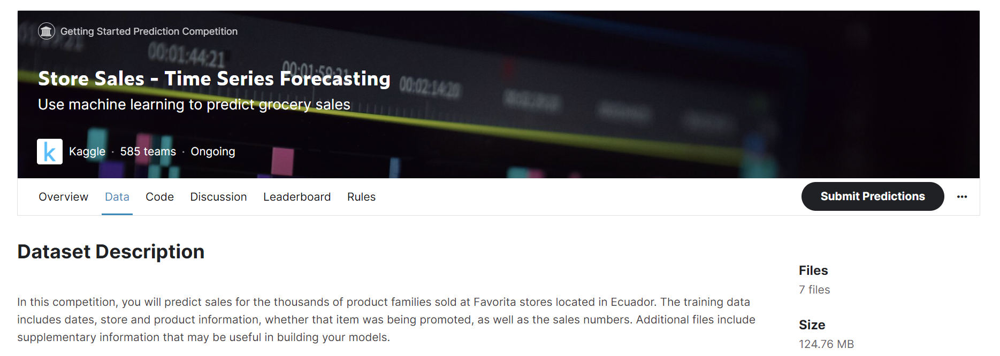 Getting Started Prediction Competition
00:01:44:21
00:01:59:21
00:02:14:20
Store Sales - Time Series Forecasting
Use machine learning to predict grocery sales
k
Kaggle · 585 teams · Ongoing
Overview Data Code Discussion Leaderboard Rules Submit Predictions ···
Dataset Description
In this competition, you will predict sales for the thousands of product families sold at Favorita stores located in Ecuador. The training data
includes dates, store and product information, whether that item was being promoted, as well as the sales numbers. Additional files include
supplementary information that may be useful in building your models.
Files
7 files
Size
124.76 MB